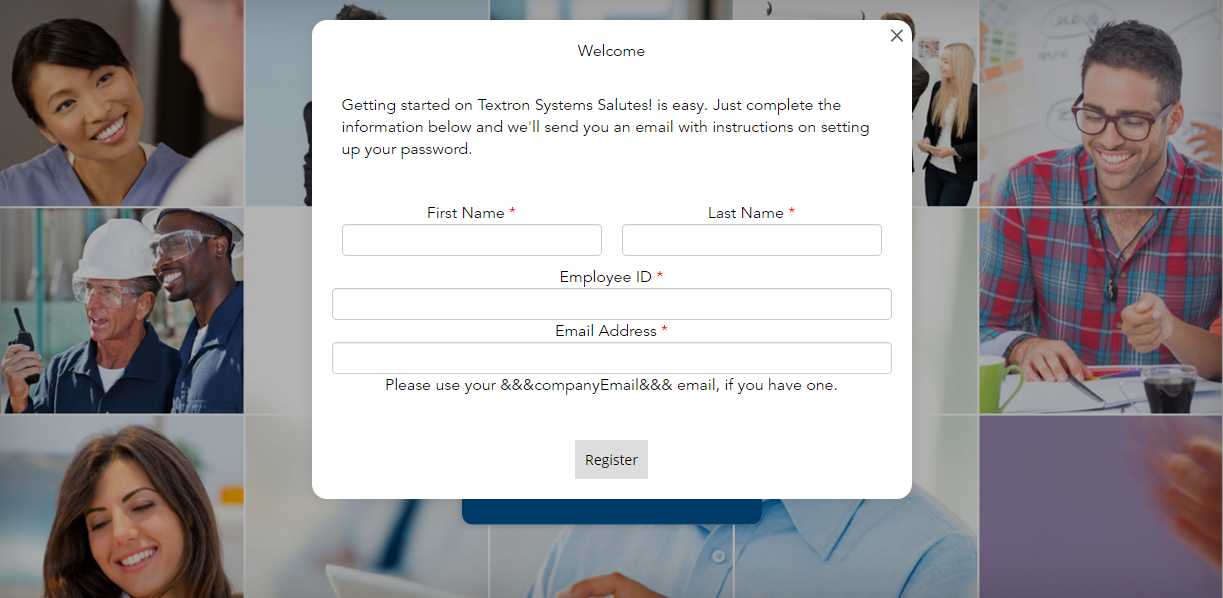 Welcome
Getting started on Textron Systems Salutes! is easy. Just complete the
information below and we'll send you an email with instructions on setting
up your password.
First Name *
Last Name *
Employee ID *
Email Address *
Please use your &&&companyEmail&&& email, if you have one.
Register